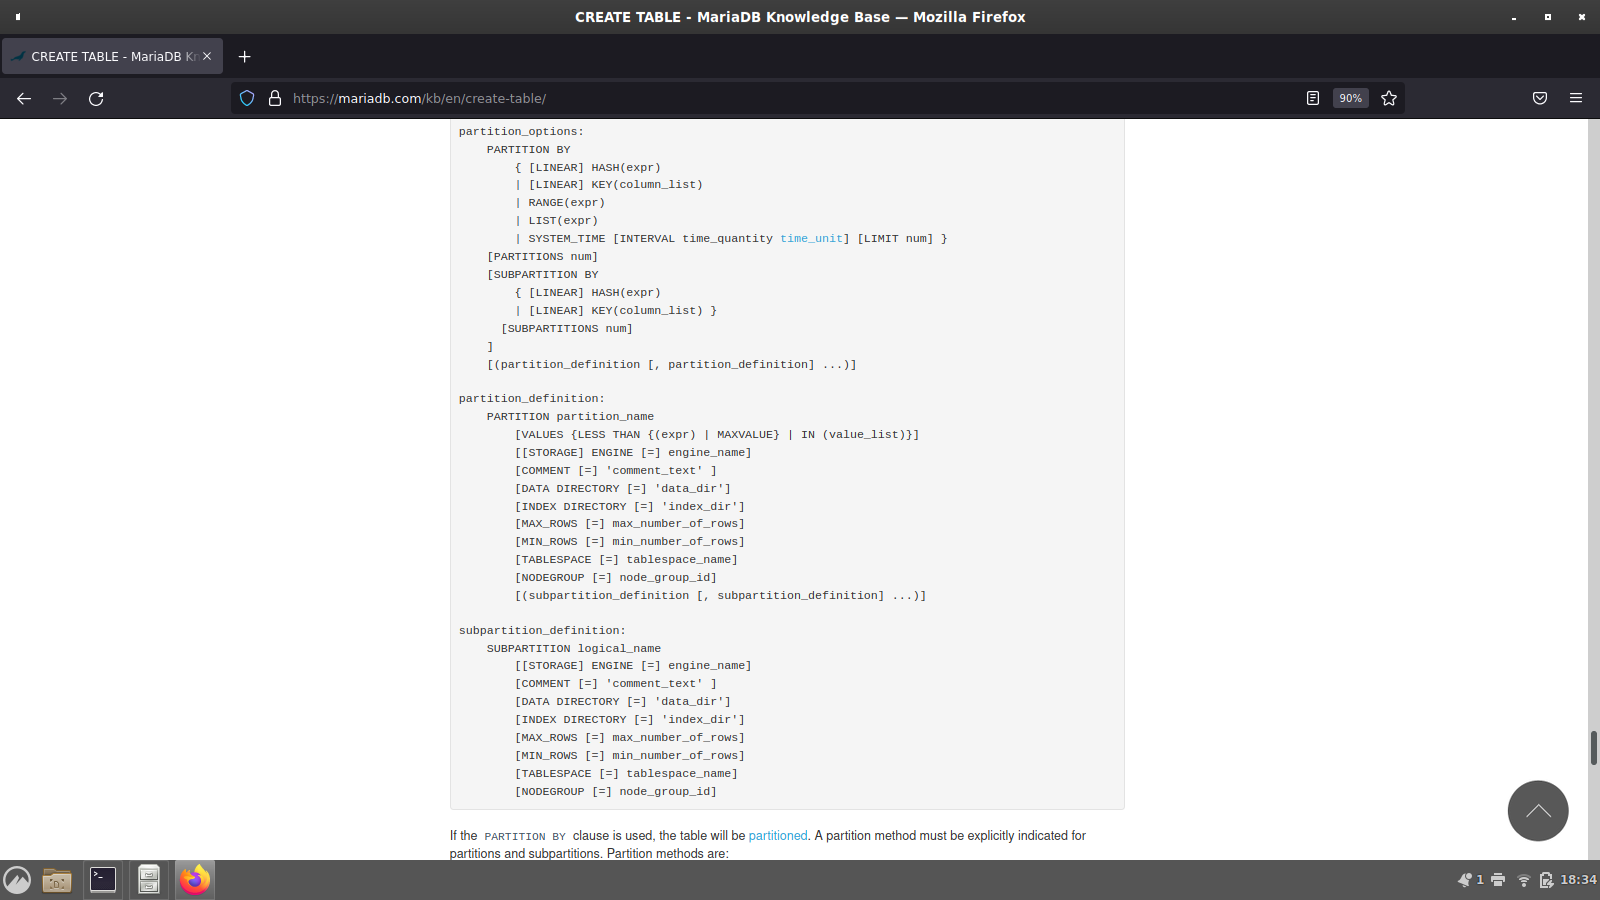 CREATE TABLE - MariaDB Knowledge Base — Mozilla Firefox
CREATE TABLE - MariaDB Kn
https://mariadb.com/kb/en/create-table/
90%
partition_options:
    PARTITION BY
        { [LINEAR] HASH(expr)
        | [LINEAR] KEY(column_list)
        | RANGE(expr)
        | LIST(expr)
        | SYSTEM_TIME [INTERVAL time_quantity time_unit] [LIMIT num] }
    [PARTITIONS num]
    [SUBPARTITION BY
        { [LINEAR] HASH(expr)
        | [LINEAR] KEY(column_list) }
      [SUBPARTITIONS num]
    ]
    [(partition_definition [, partition_definition] ...)]
partition_definition:
    PARTITION partition_name
        [VALUES {LESS THAN {(expr) | MAXVALUE} | IN (value_list)}]
        [[STORAGE] ENGINE [=] engine_name]
        [COMMENT [=] 'comment_text' ]
        [DATA DIRECTORY [=] 'data_dir']
        [INDEX DIRECTORY [=] 'index_dir']
        [MAX_ROWS [=] max_number_of_rows]
        [MIN_ROWS [=] min_number_of_rows]
        [TABLESPACE [=] tablespace_name]
        [NODEGROUP [=] node_group_id]
        [(subpartition_definition [, subpartition_definition] ...)]
subpartition_definition:
    SUBPARTITION logical_name
        [[STORAGE] ENGINE [=] engine_name]
        [COMMENT [=] 'comment_text' ]
        [DATA DIRECTORY [=] 'data_dir']
        [INDEX DIRECTORY [=] 'index_dir']
        [MAX_ROWS [=] max_number_of_rows]
        [MIN_ROWS [=] min_number_of_rows]
        [TABLESPACE [=] tablespace_name]
        [NODEGROUP [=] node_group_id]
If the PARTITION BY clause is used, the table will be partitioned. A partition method must be explicitly indicated for
partitions and subpartitions. Partition methods are:
1
18:34